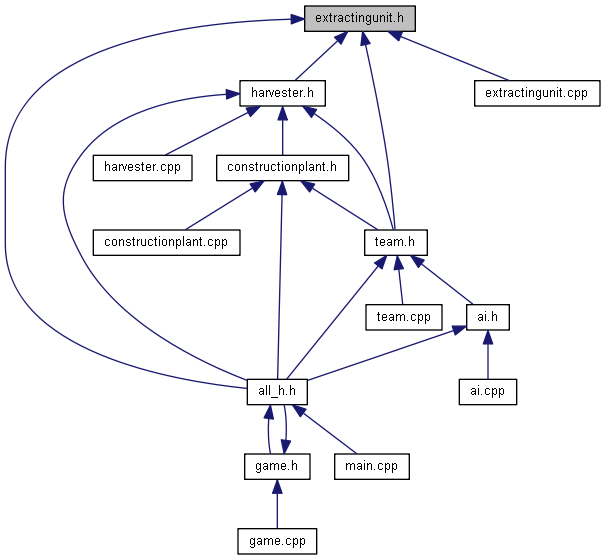 extractingunit.h
harvester.h
extractingunit.cpp
harvester.cpp
constructionplant.h
constructionplant.cpp
team.h
team.cpp
ai.h
all_h.h
ai.cpp
game.h
main.cpp
game.cpp